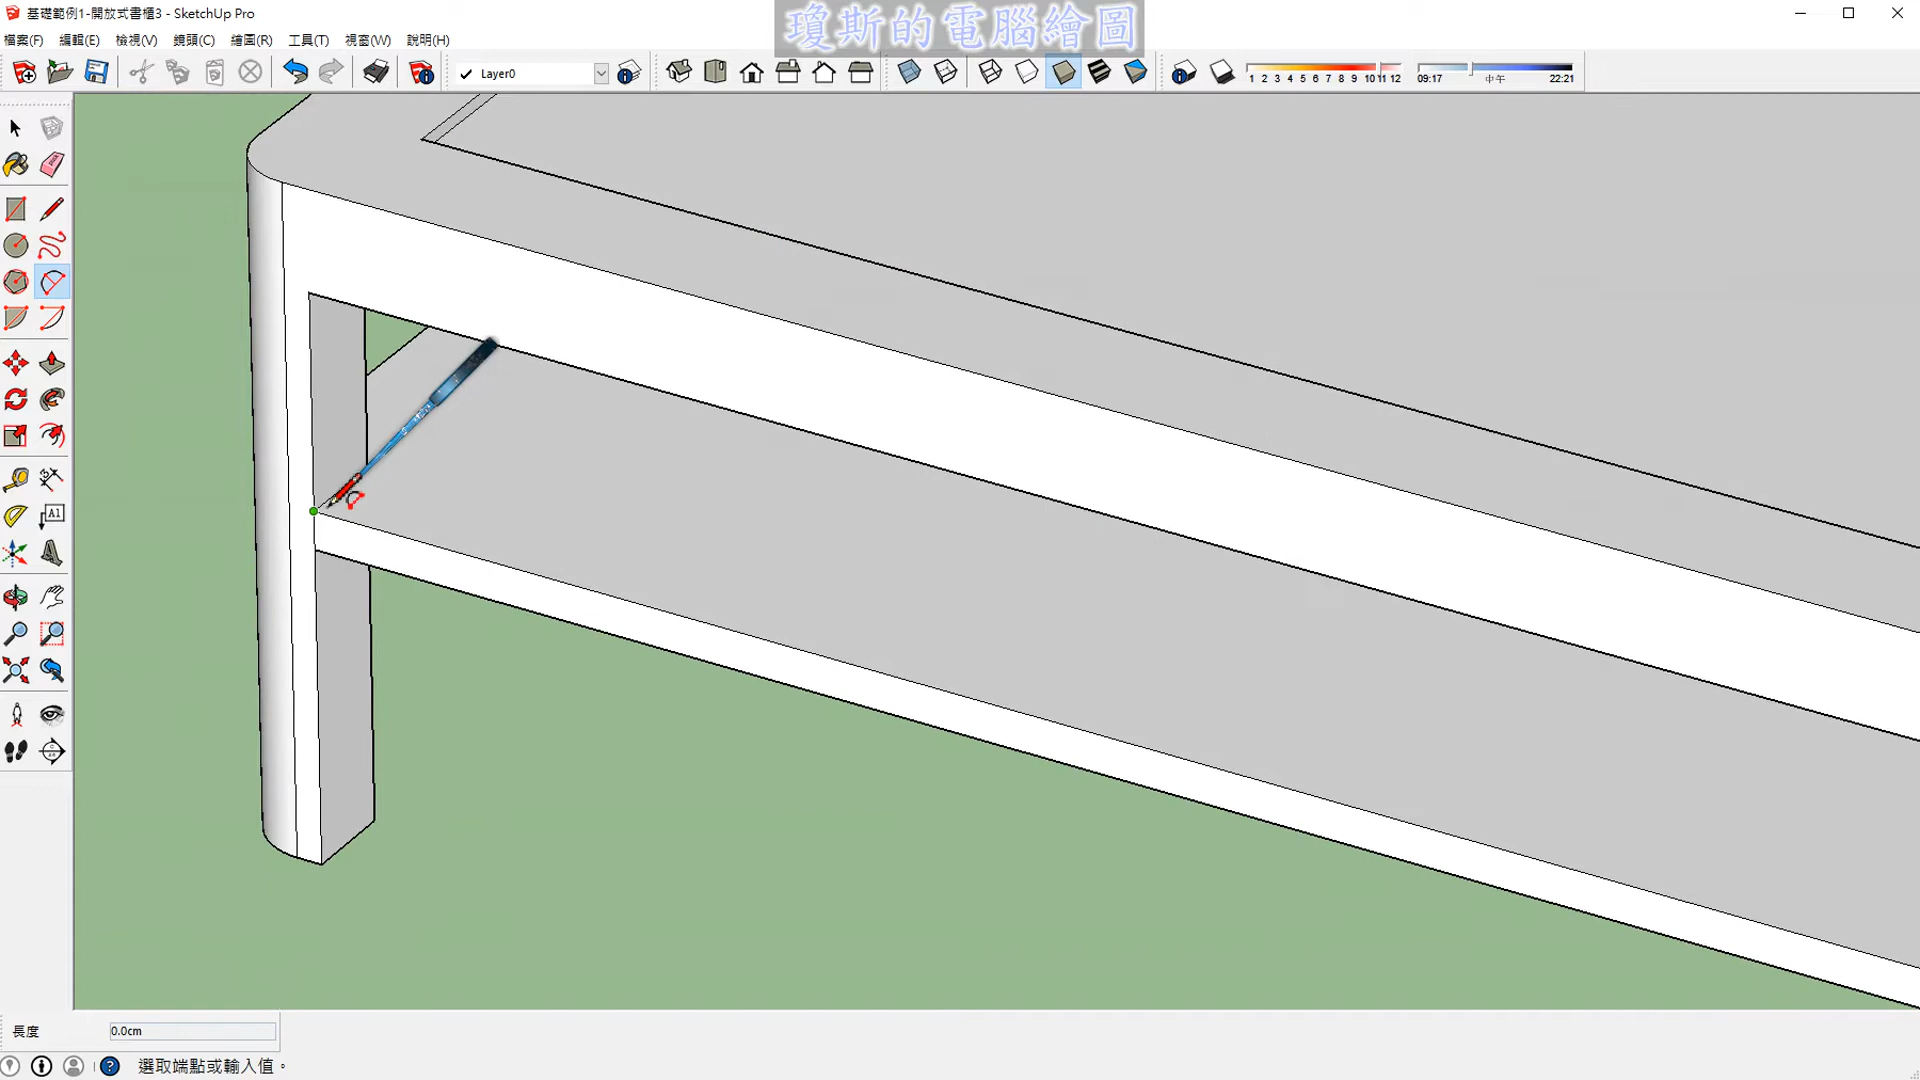 基礎範例1-開放式書櫃3 - SketchUp Pro
瓊斯的電腦繪圖
檔案(F) 編輯(E) 檢視(V) 鏡頭(C) 繪圖(R) 工具(T) 視窗(W) 說明(H)
Layer0
1 2 3 4 5 6 7 8 9 10 11 12
09:17 中午 22:21
A1
長度 0.0cm
選取端點或輸入值。